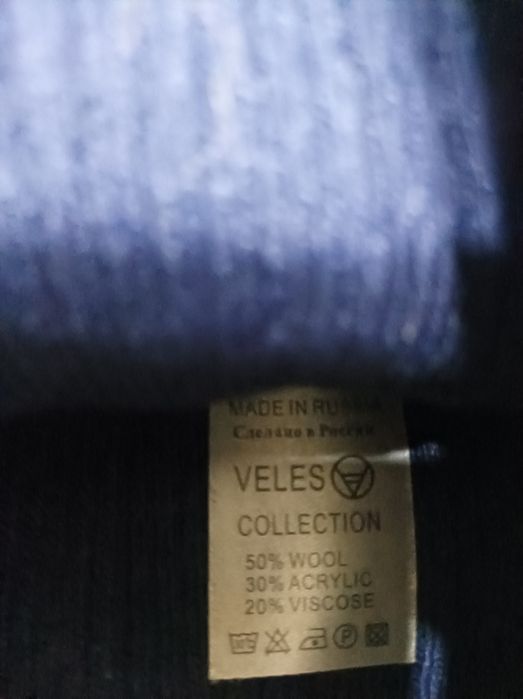 MADE IN RUSSIA
Сделано в России
VELES
COLLECTION
50% WOOL
30% ACRYLIC
20% VISCOSE